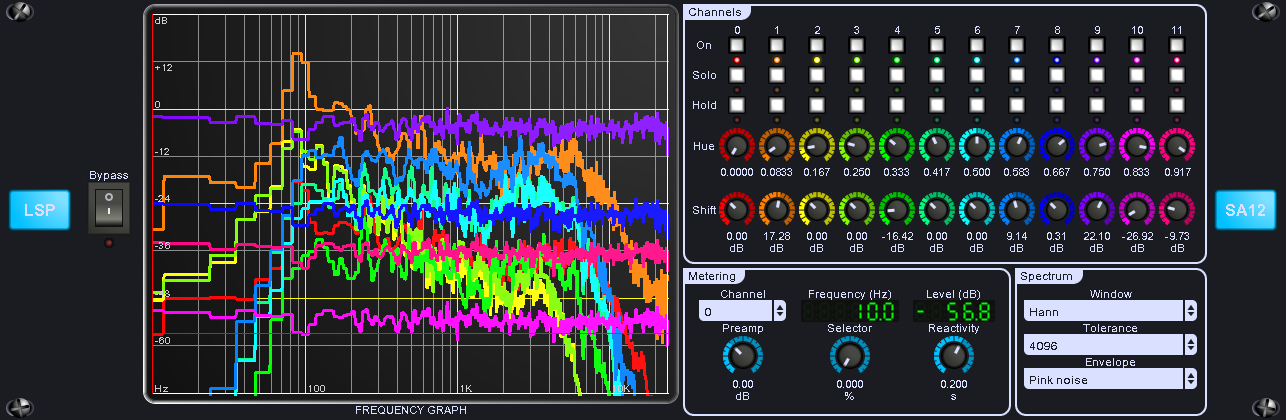 LSP
Bypass
O
I
dB
+12
0
-12
-24
-36
-48
-60
Hz
100
1K
10K
FREQUENCY GRAPH
Channels
0 1 2 3 4 5 6 7 8 9 10 11
On
Solo
Hold
Hue
0.0000 0.0833 0.167 0.250 0.333 0.417 0.500 0.583 0.667 0.750 0.833 0.917
Shift
0.00 17.28 0.00 0.00 -16.42 0.00 0.00 9.14 0.31 22.10 -26.92 -9.73
dB dB dB dB dB dB dB dB dB dB dB dB
SA12
Metering
Channel Frequency (Hz) Level (dB)
0 10.0 - 56.8
Preamp Selector Reactivity
0.00 0.000 0.200
dB % s
Spectrum
Window
Hann
Tolerance
4096
Envelope
Pink noise